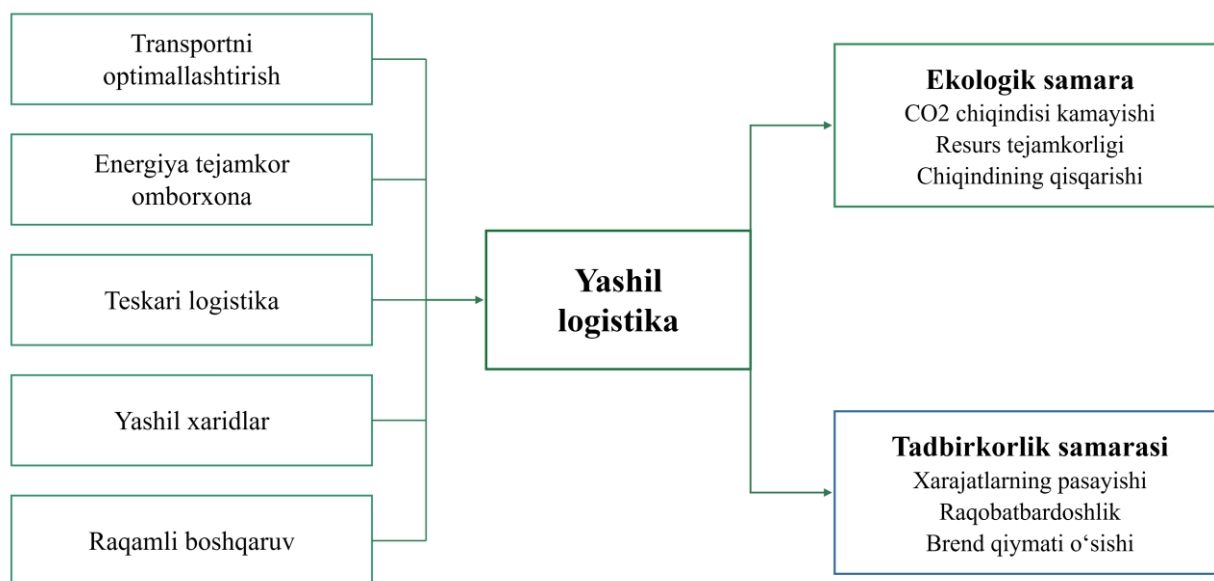 Transportni
optimallashtirish
Energiya tejamkor
omborxona
Teskari logistika
Yashil xaridlar
Raqamli boshqaruv
Yashil
logistika
Ekologik samara
CO2 chiqindisi kamayishi
Resurs tejamkorligi
Chiqindining qisqarishi
Tadbirkorlik samarasi
Xarajatlarning pasayishi
Raqobatbardoshlik
Brend qiymati o‘sishi